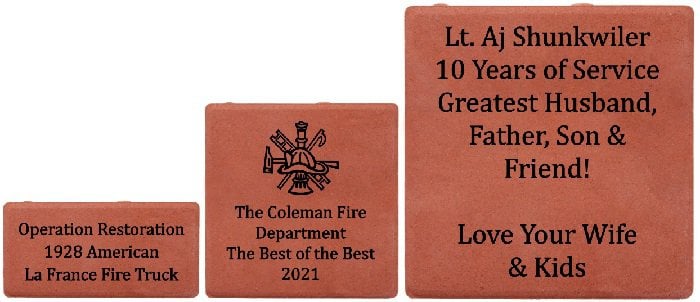 Operation Restoration
1928 American
La France Fire Truck
The Coleman Fire
Department
The Best of the Best
2021
Lt. Aj Shunkwiler
10 Years of Service
Greatest Husband,
Father, Son &
Friend!
Love Your Wife
& Kids